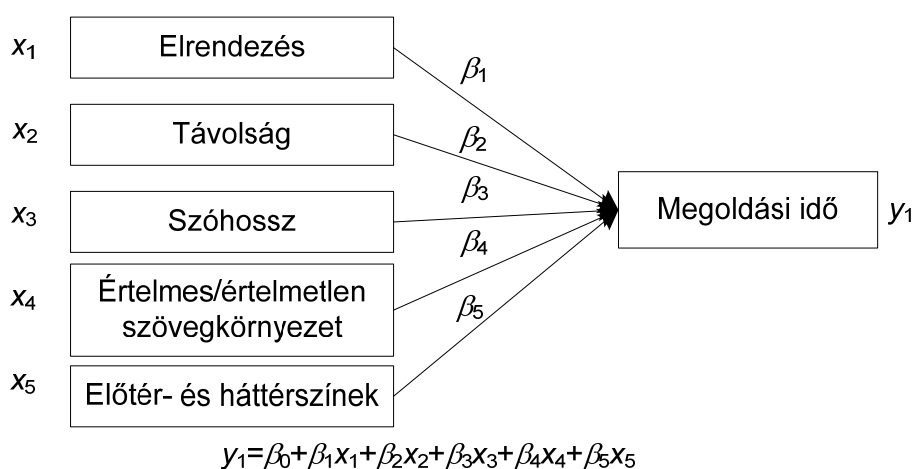 x1 Elrendezés
β1
x2 Távolság
β2
x3 Szóhossz
β3
Megoldási idő y1
x4 Értelmes/értelmetlen
szövegkörnyezet
β4
β5
x5 Előtér- és háttérszínek
y1=β0+β1x1+β2x2+β3x3+β4x4+β5x5